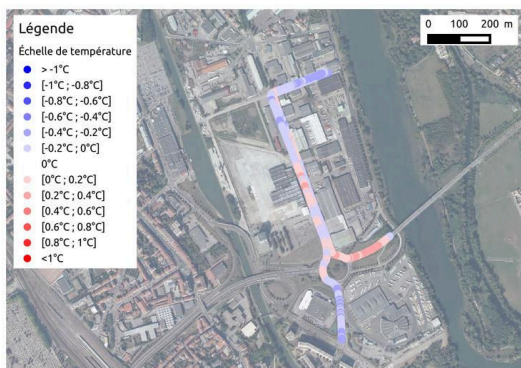 Légende
Échelle de température
> -1°C
[-1°C ; -0.8°C]
[-0.8°C ; -0.6°C]
[-0.6°C ; -0.4°C]
[-0.4°C ; -0.2°C]
[-0.2°C ; 0°C]
0°C
[0°C ; 0.2°C]
[0.2°C ; 0.4°C]
[0.4°C ; 0.6°C]
[0.6°C ; 0.8°C]
[0.8°C ; 1°C]
<1°C
0 100 200 m